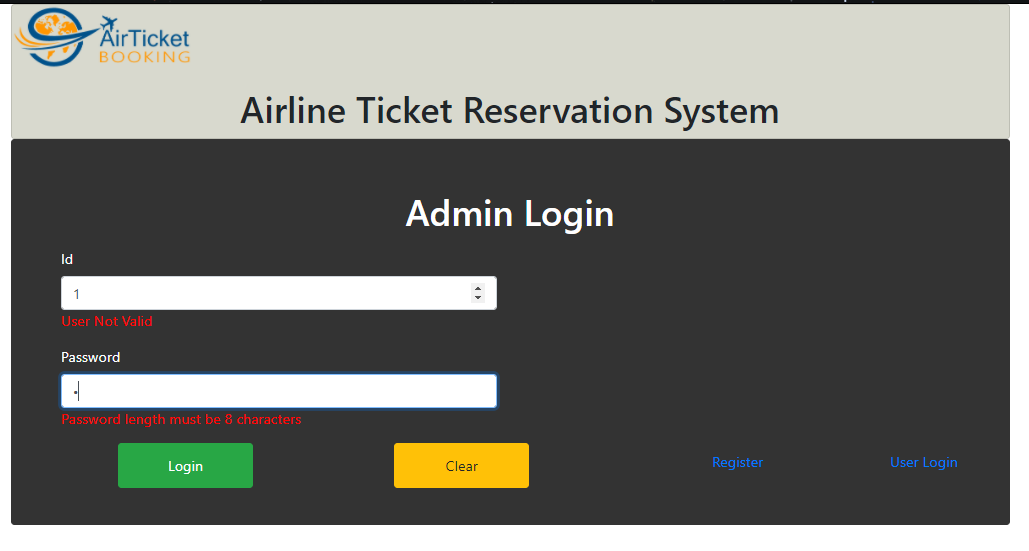 AirTicket
BOOKING
Airline Ticket Reservation System
Admin Login
Id
1
User Not Valid
Password
Password length must be 8 characters
Login Clear Register User Login